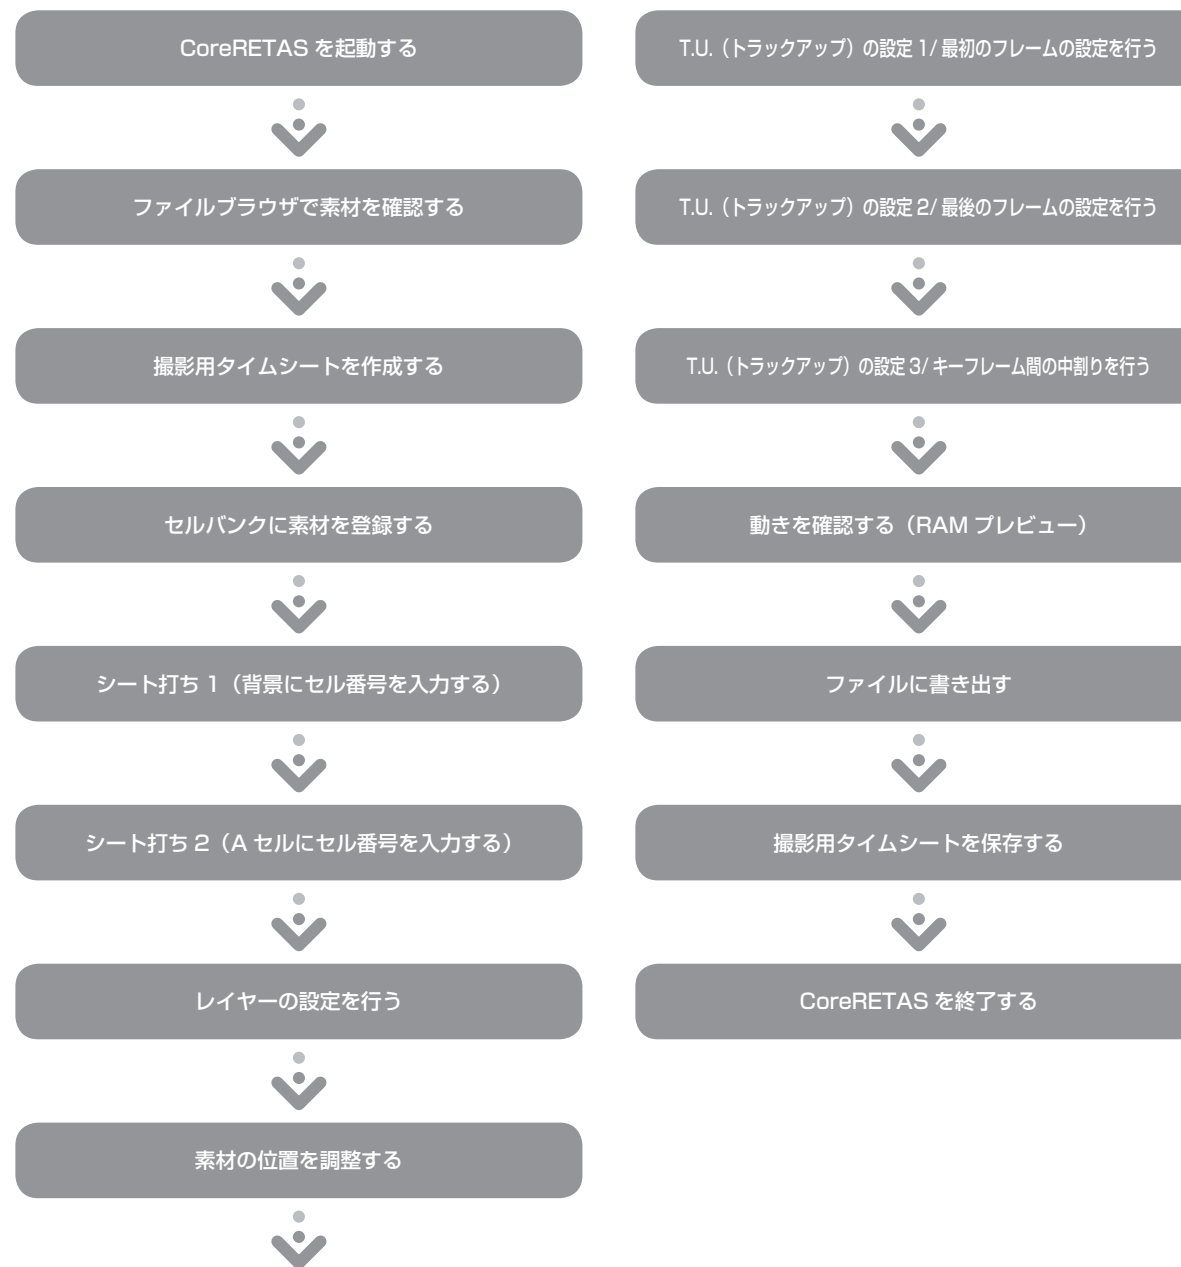 CoreRETAS を起動する
ファイルブラウザで素材を確認する
撮影用タイムシートを作成する
セルバンクに素材を登録する
シート打ち 1（背景にセル番号を入力する）
シート打ち 2（A セルにセル番号を入力する）
レイヤーの設定を行う
素材の位置を調整する
T.U.（トラックアップ）の設定 1/ 最初のフレームの設定を行う
T.U.（トラックアップ）の設定 2/ 最後のフレームの設定を行う
T.U.（トラックアップ）の設定 3/ キーフレーム間の中割りを行う
動きを確認する（RAM プレビュー）
ファイルに書き出す
撮影用タイムシートを保存する
CoreRETAS を終了する